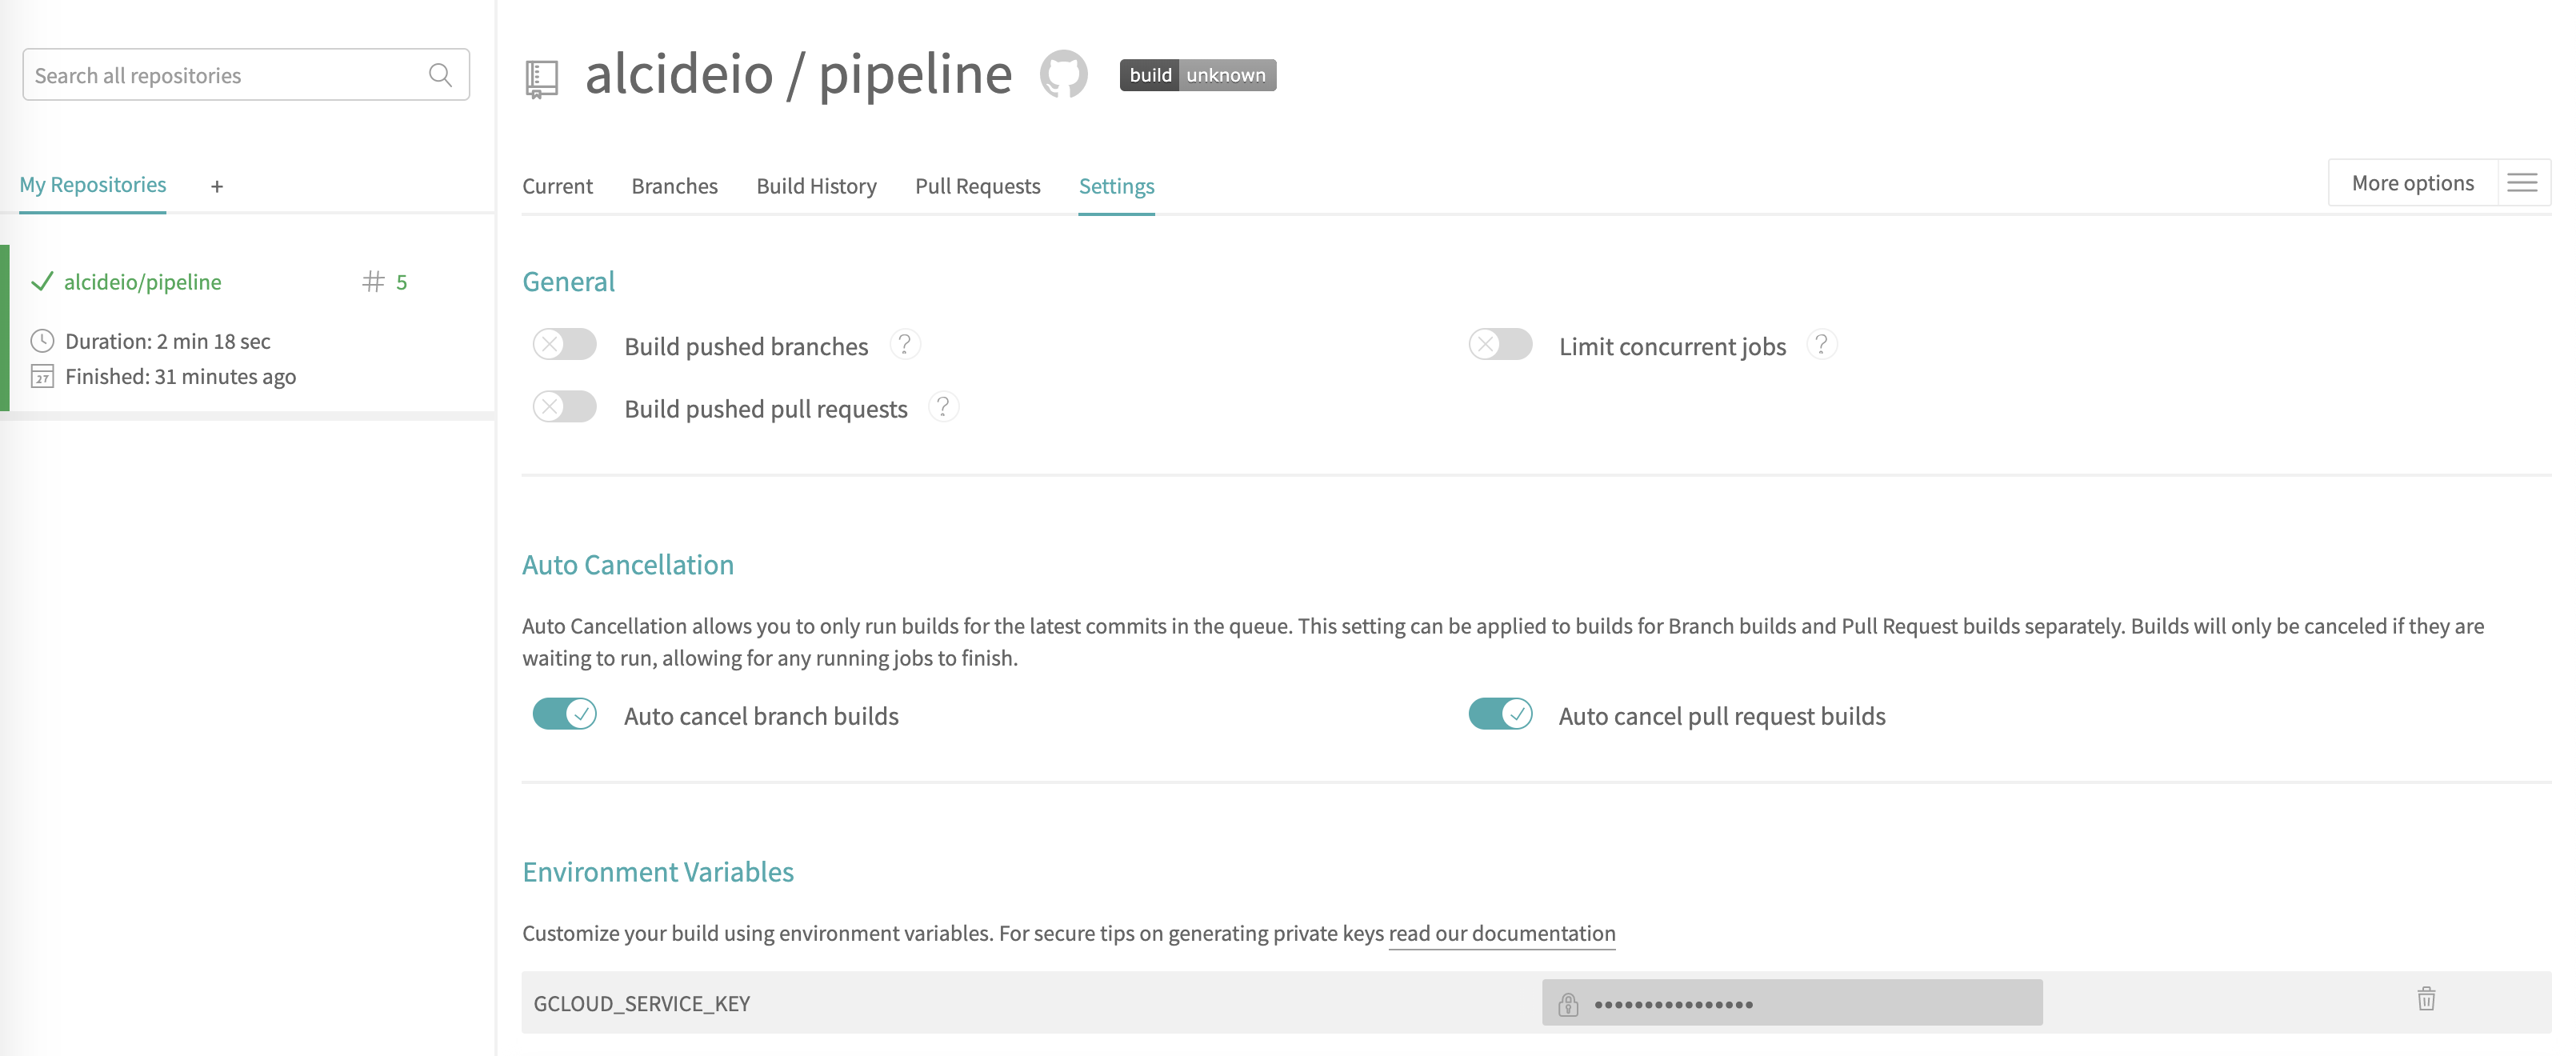 Search all repositories
alcideio / pipeline
build unknown
My Repositories +
Current Branches Build History Pull Requests Settings
More options
alcideio/pipeline # 5
Duration: 2 min 18 sec
27 Finished: 31 minutes ago
General
Build pushed branches ?
Limit concurrent jobs ?
Build pushed pull requests ?
Auto Cancellation
Auto Cancellation allows you to only run builds for the latest commits in the queue. This setting can be applied to builds for Branch builds and Pull Request builds separately. Builds will only be canceled if they are
waiting to run, allowing for any running jobs to finish.
Auto cancel branch builds
Auto cancel pull request builds
Environment Variables
Customize your build using environment variables. For secure tips on generating private keys read our documentation
GCLOUD_SERVICE_KEY ••••••••••••••••